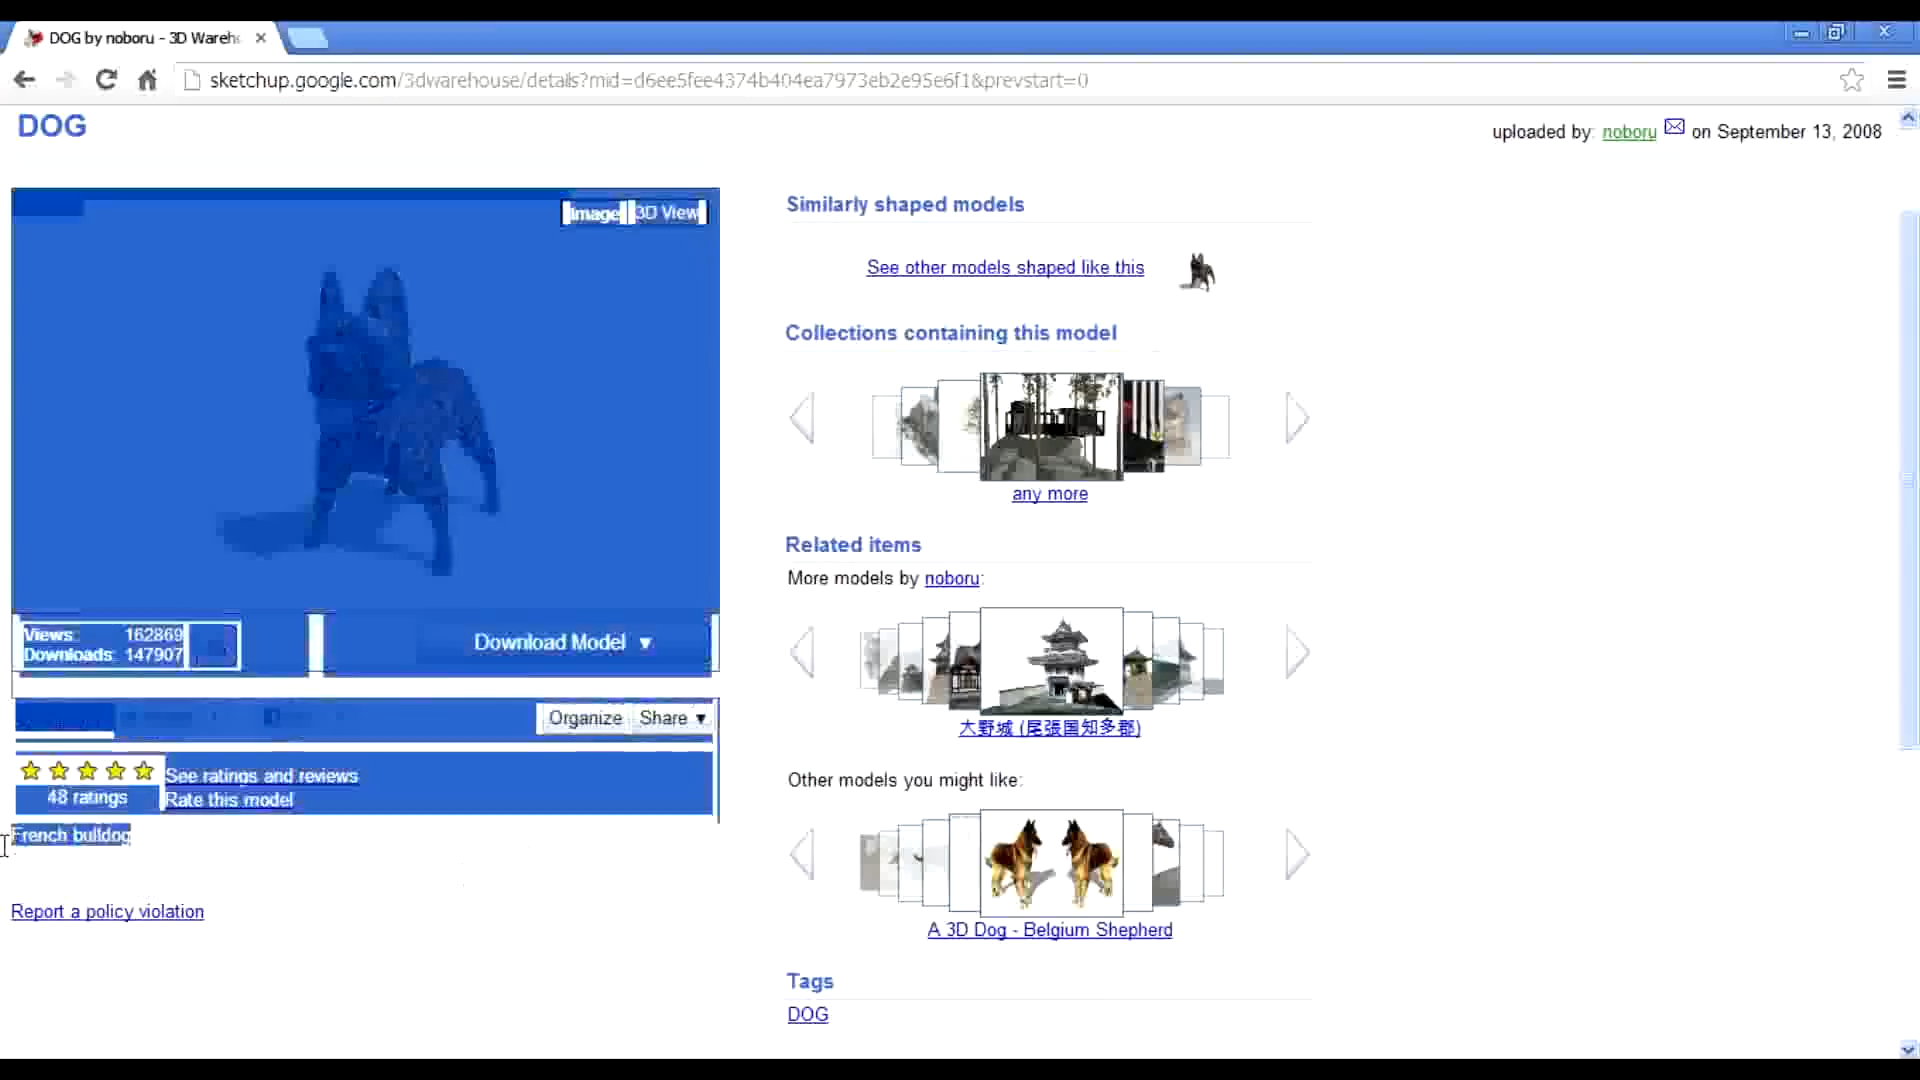 DOG by noboru - 3D Wareh
sketchup.google.com/3dwarehouse/details?mid=d6ee5fee4374b404ea7973eb2e95e6f1&prevstart=0
DOG
uploaded by: noboru on September 13, 2008
Image 3D View
Views: 162869
Downloads: 147907
Download Model ▼
Organize Share ▼
See ratings and reviews
48 ratings
Rate this model
French bulldog
Report a policy violation
Similarly shaped models
See other models shaped like this
Collections containing this model
any more
Related items
More models by noboru:
大野城 (尾張国知多郡)
Other models you might like:
A 3D Dog - Belgium Shepherd
Tags
DOG